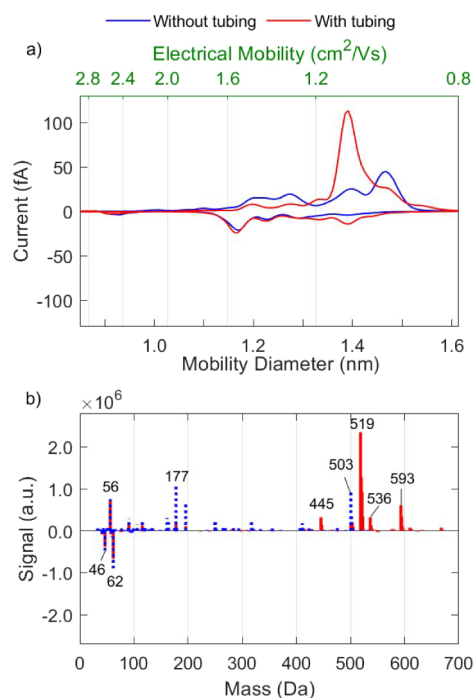 Without tubing With tubing
a)
Electrical Mobility (cm²/Vs)
2.8 2.4 2.0 1.6 1.2 0.8
100
50
0
-50
-100
Current (fA)
1.0 1.2 1.4 1.6
Mobility Diameter (nm)
b)
×10⁶
2.0
1.0
0.0
-1.0
-2.0
Signal (a.u.)
519
56 177 503
593
445 536
46
62
0 100 200 300 400 500 600 700
Mass (Da)